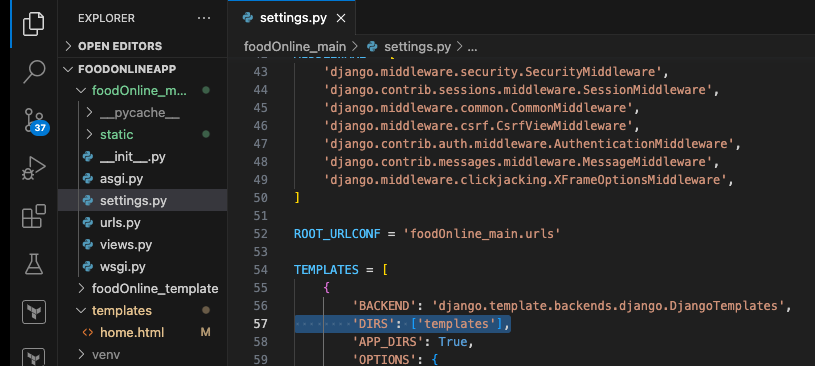 EXPLORER
···
OPEN EDITORS
FOODONLINEAPP
foodOnline_m...
__pycache__
static
__init__.py
asgi.py
settings.py
urls.py
views.py
wsgi.py
foodOnline_template
templates
home.html M
venv
37
settings.py
foodOnline_main > settings.py > ...
43 'django.middleware.security.SecurityMiddleware',
44 'django.contrib.sessions.middleware.SessionMiddleware',
45 'django.middleware.common.CommonMiddleware',
46 'django.middleware.csrf.CsrfViewMiddleware',
47 'django.contrib.auth.middleware.AuthenticationMiddleware',
48 'django.contrib.messages.middleware.MessageMiddleware',
49 'django.middleware.clickjacking.XFrameOptionsMiddleware',
50 ]
51
52 ROOT_URLCONF = 'foodOnline_main.urls'
53
54 TEMPLATES = [
55 {
56 'BACKEND': 'django.template.backends.django.DjangoTemplates',
57 'DIRS': ['templates'],
58 'APP_DIRS': True,
59 'OPTIONS': {